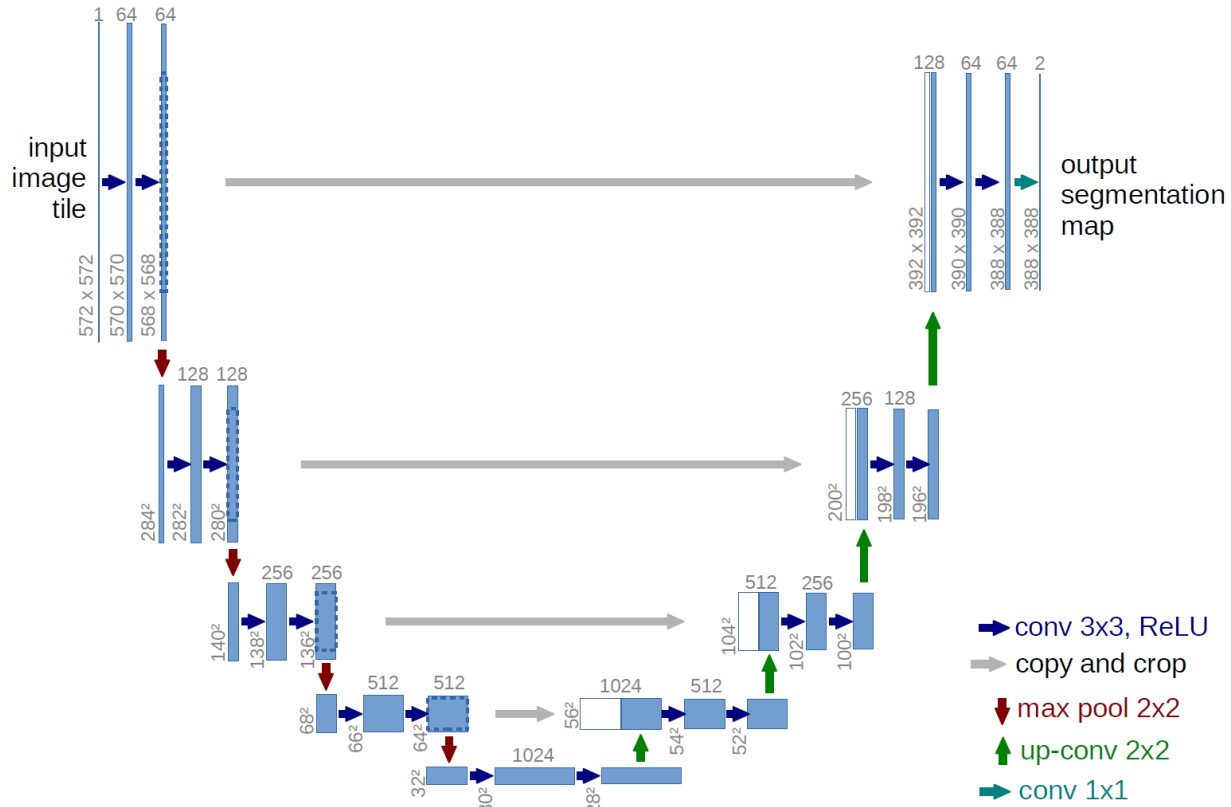 1 64 64
input
image
tile
572 x 572
570 x 570
568 x 568
128 64 64 2
392 x 392
390 x 390
388 x 388
388 x 388
output
segmentation
map
128 128
284²
282²
280²
256 128
200²
198²
196²
256 256
140²
138²
136²
512 256
104²
102²
100²
512 512
68²
66²
64²
1024 512
56²
54²
52²
1024
32²
30²
28²
conv 3x3, ReLU
copy and crop
max pool 2x2
up-conv 2x2
conv 1x1